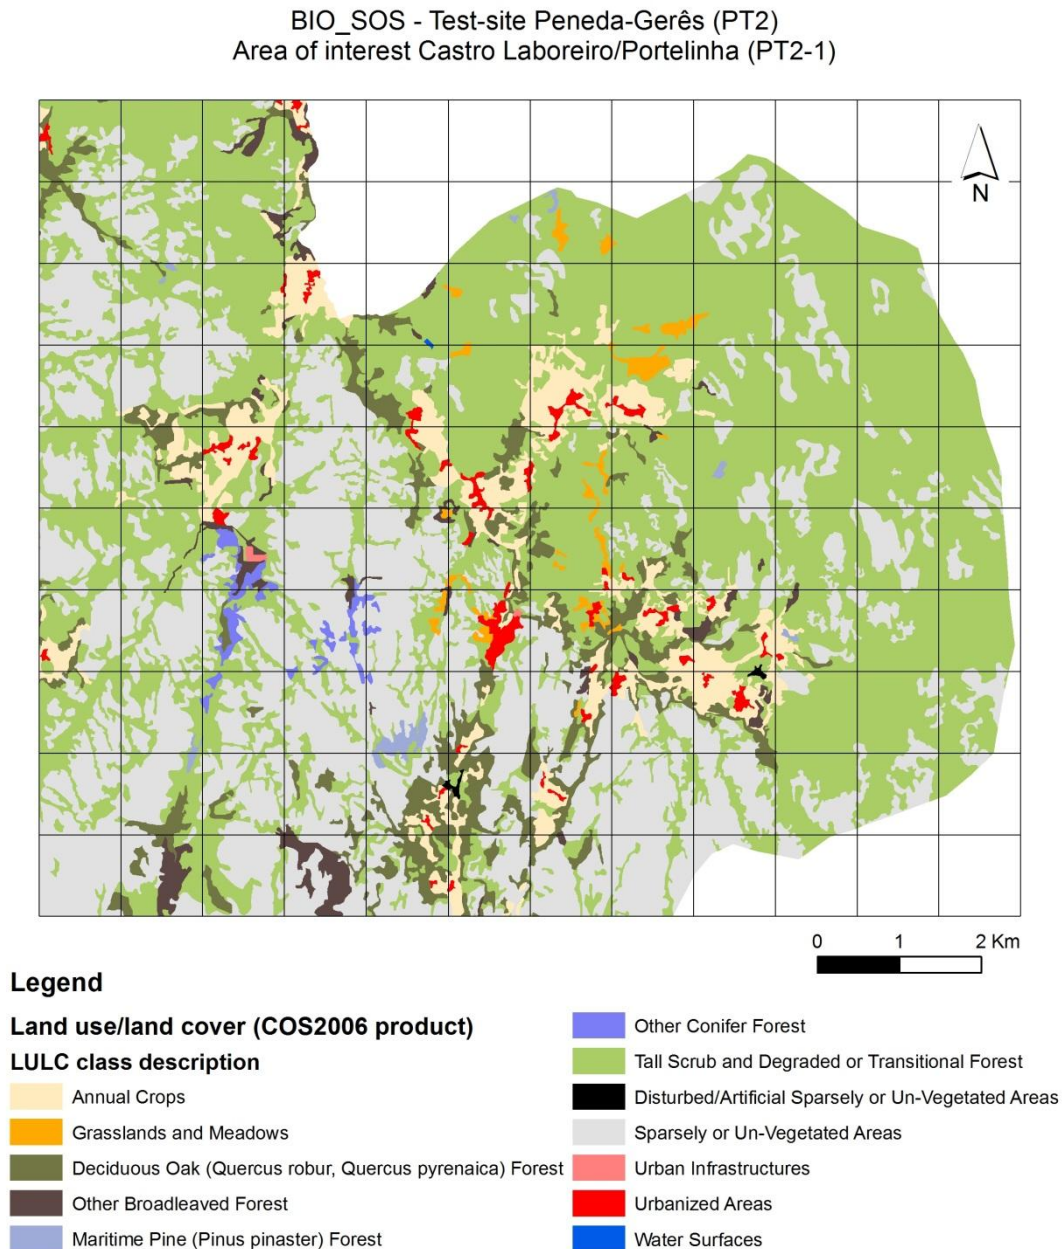 BIO_SOS - Test-site Peneda-Gerês (PT2)
Area of interest Castro Laboreiro/Portelinha (PT2-1)
N
0 1 2 Km
Legend
Land use/land cover (COS2006 product)
LULC class description
Annual Crops
Grasslands and Meadows
Deciduous Oak (Quercus robur, Quercus pyrenaica) Forest
Other Broadleaved Forest
Maritime Pine (Pinus pinaster) Forest
Other Conifer Forest
Tall Scrub and Degraded or Transitional Forest
Disturbed/Artificial Sparsely or Un-Vegetated Areas
Sparsely or Un-Vegetated Areas
Urban Infrastructures
Urbanized Areas
Water Surfaces